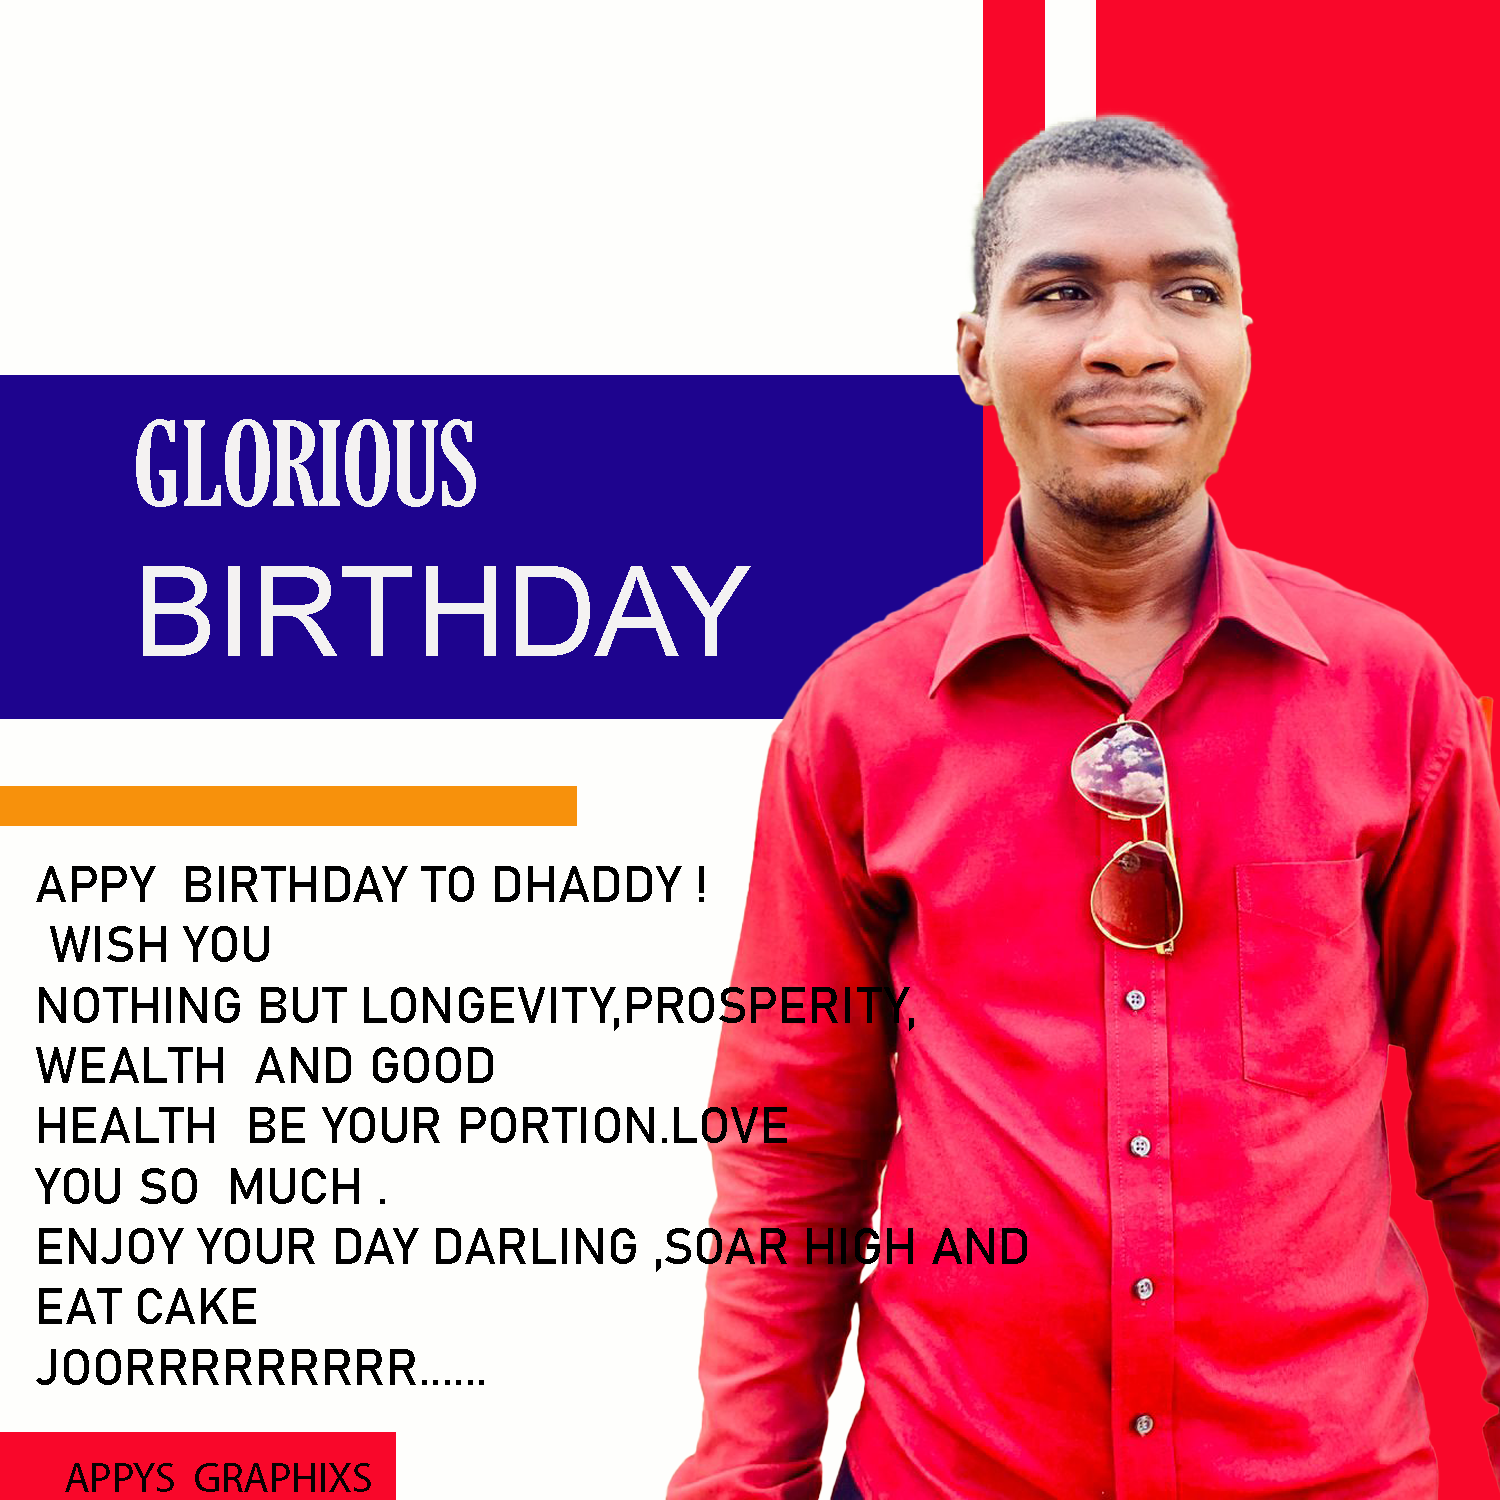 GLORIOUS
BIRTHDAY
APPY BIRTHDAY TO DHADDY !
WISH YOU
NOTHING BUT LONGEVITY,PROSPERITY,
WEALTH AND GOOD
HEALTH BE YOUR PORTION.LOVE
YOU SO MUCH .
ENJOY YOUR DAY DARLING ,SOAR HIGH AND
EAT CAKE
JOORRRRRRRRRR......
APPYS GRAPHIXS